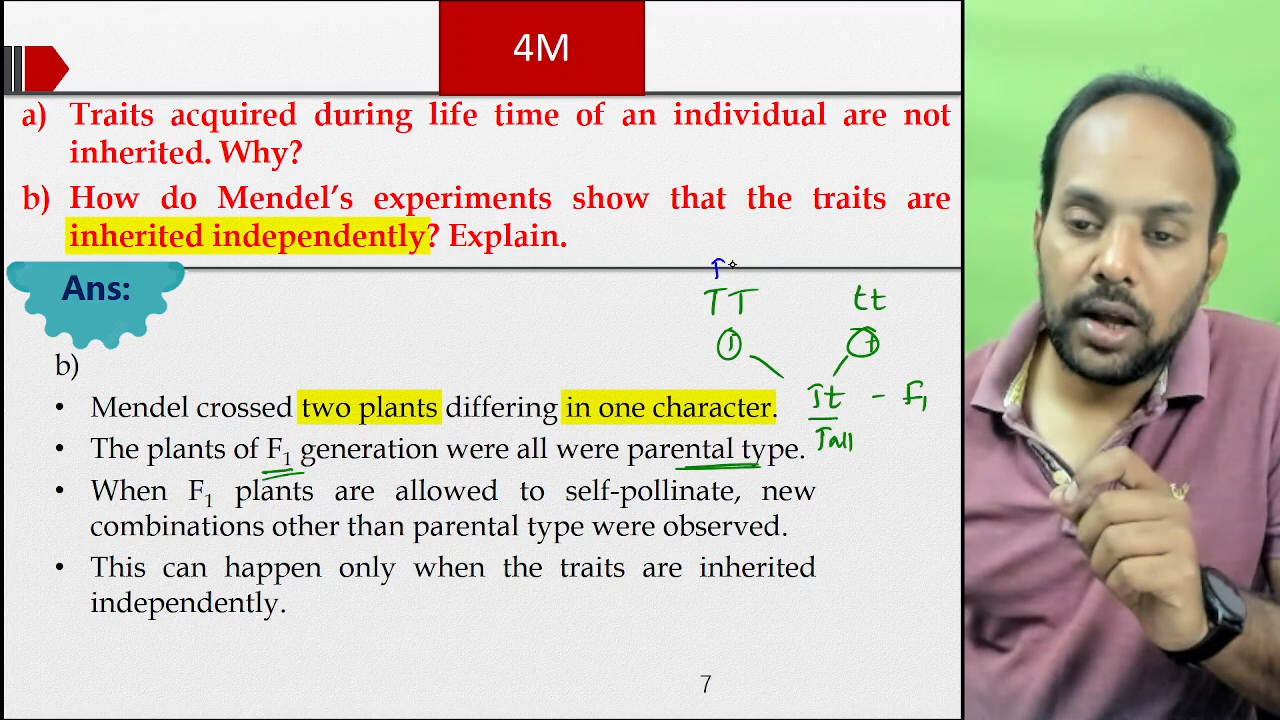 4M
a) Traits acquired during life time of an individual are not
inherited. Why?
b) How do Mendel’s experiments show that the traits are
inherited independently? Explain.
Ans:
T
TT tt
T t
b)
• Mendel crossed two plants differing in one character.
Tt - F₁
Tall
• The plants of F₁ generation were all were parental type.
• When F₁ plants are allowed to self-pollinate, new
combinations other than parental type were observed.
• This can happen only when the traits are inherited
independently.
7